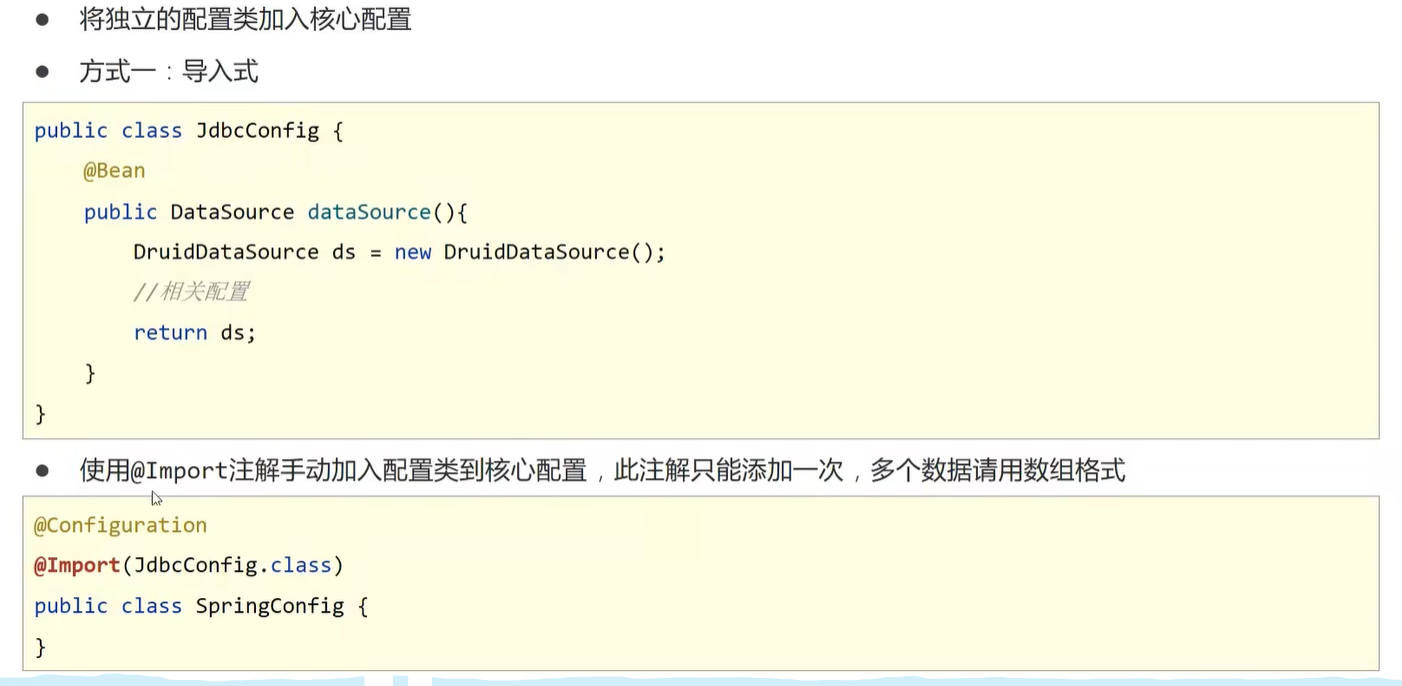 ● 将独立的配置类加入核心配置
● 方式一：导入式
public class JdbcConfig {
    @Bean
    public DataSource dataSource(){
        DruidDataSource ds = new DruidDataSource();
        //相关配置
        return ds;
    }
}
● 使用@Import注解手动加入配置类到核心配置，此注解只能添加一次，多个数据请用数组格式
@Configuration
@Import(JdbcConfig.class)
public class SpringConfig {
}